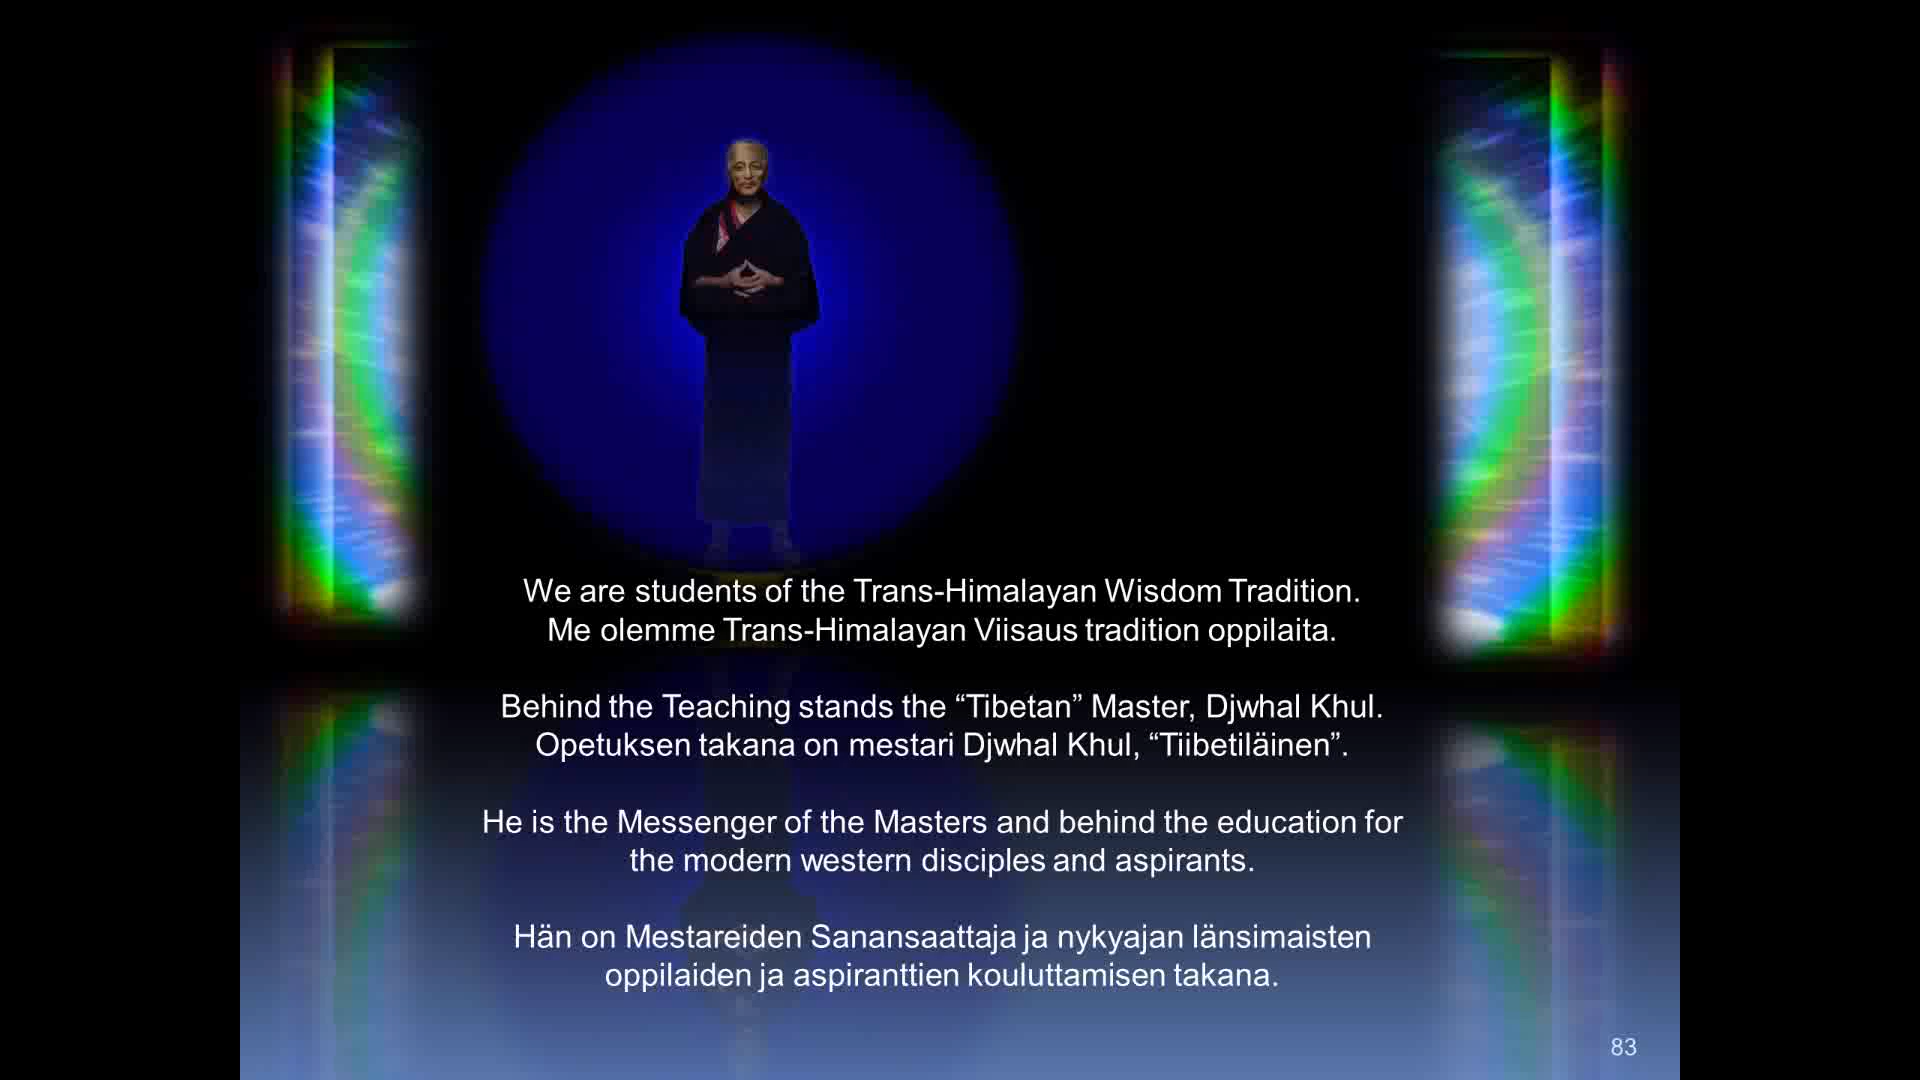 We are students of the Trans-Himalayan Wisdom Tradition.
Me olemme Trans-Himalayan Viisaus tradition oppilaita.
Behind the Teaching stands the “Tibetan” Master, Djwhal Khul.
Opetuksen takana on mestari Djwhal Khul, “Tiibetiläinen”.
He is the Messenger of the Masters and behind the education for
the modern western disciples and aspirants.
Hän on Mestareiden Sanansaattaja ja nykyajan länsimaisten
oppilaiden ja aspiranttien kouluttamisen takana.
83